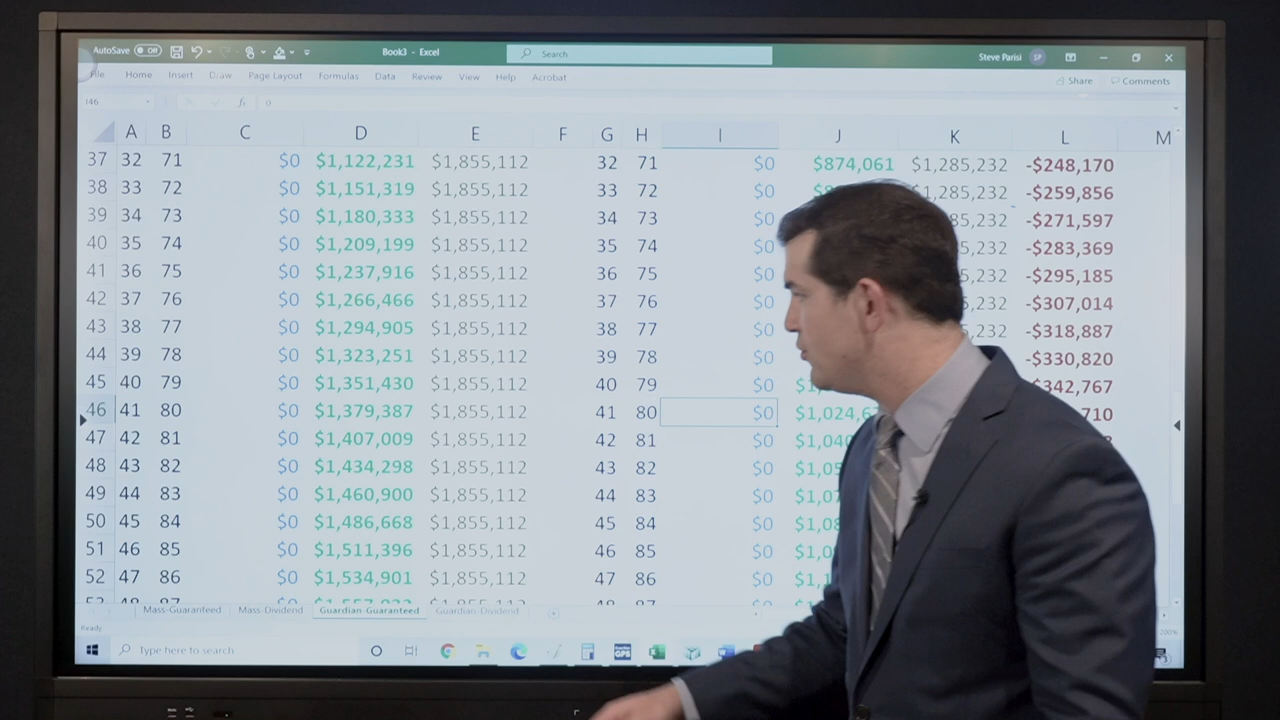 AutoSave Off Book3 - Excel Search Steve Parisi SP
File Home Insert Draw Page Layout Formulas Data Review View Help Acrobat Share Comments
I46 fx 0
A B C D E F G H I J K L M
37 32 71 $0 $1,122,231 $1,855,112 32 71 $0 $874,061 $1,285,232 -$248,170
38 33 72 $0 $1,151,319 $1,855,112 33 72 $0 $1,285,232 -$259,856
39 34 73 $0 $1,180,333 $1,855,112 34 73 $0 -$271,597
40 35 74 $0 $1,209,199 $1,855,112 35 74 $0 -$283,369
41 36 75 $0 $1,237,916 $1,855,112 36 75 $0 -$295,185
42 37 76 $0 $1,266,466 $1,855,112 37 76 $0 -$307,014
43 38 77 $0 $1,294,905 $1,855,112 38 77 $0 -$318,887
44 39 78 $0 $1,323,251 $1,855,112 39 78 $0 -$330,820
45 40 79 $0 $1,351,430 $1,855,112 40 79 $0 $342,767
46 41 80 $0 $1,379,387 $1,855,112 41 80 $0 710
47 42 81 $0 $1,407,009 $1,855,112 42 81 $0
48 43 82 $0 $1,434,298 $1,855,112 43 82 $0
49 44 83 $0 $1,460,900 $1,855,112 44 83 $0
50 45 84 $0 $1,486,668 $1,855,112 45 84 $0
51 46 85 $0 $1,511,396 $1,855,112 46 85 $0
52 47 86 $0 $1,534,901 $1,855,112 47 86 $0
Mass-Guaranteed Mass-Dividend Guardian-Guaranteed Guardian-Dividend
Ready 200%
Type here to search